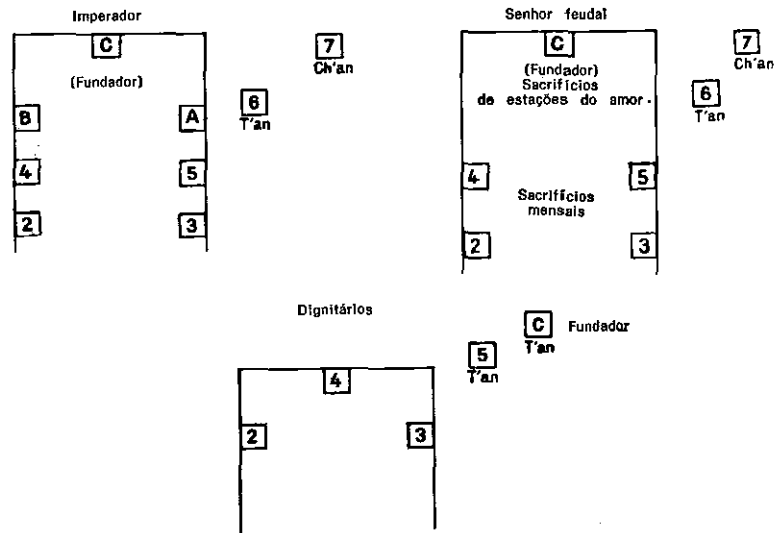 Imperador
C
(Fundador)
7
Ch'an
6
T'an
B
A
4
5
2
3
Senhor feudal
C
(Fundador)
Sacrifícios
de estações do amor.
7
Ch'an
6
T'an
4
5
Sacrifícios
mensais
2
3
Dignitários
C Fundador
T'an
5
T'an
4
2
3